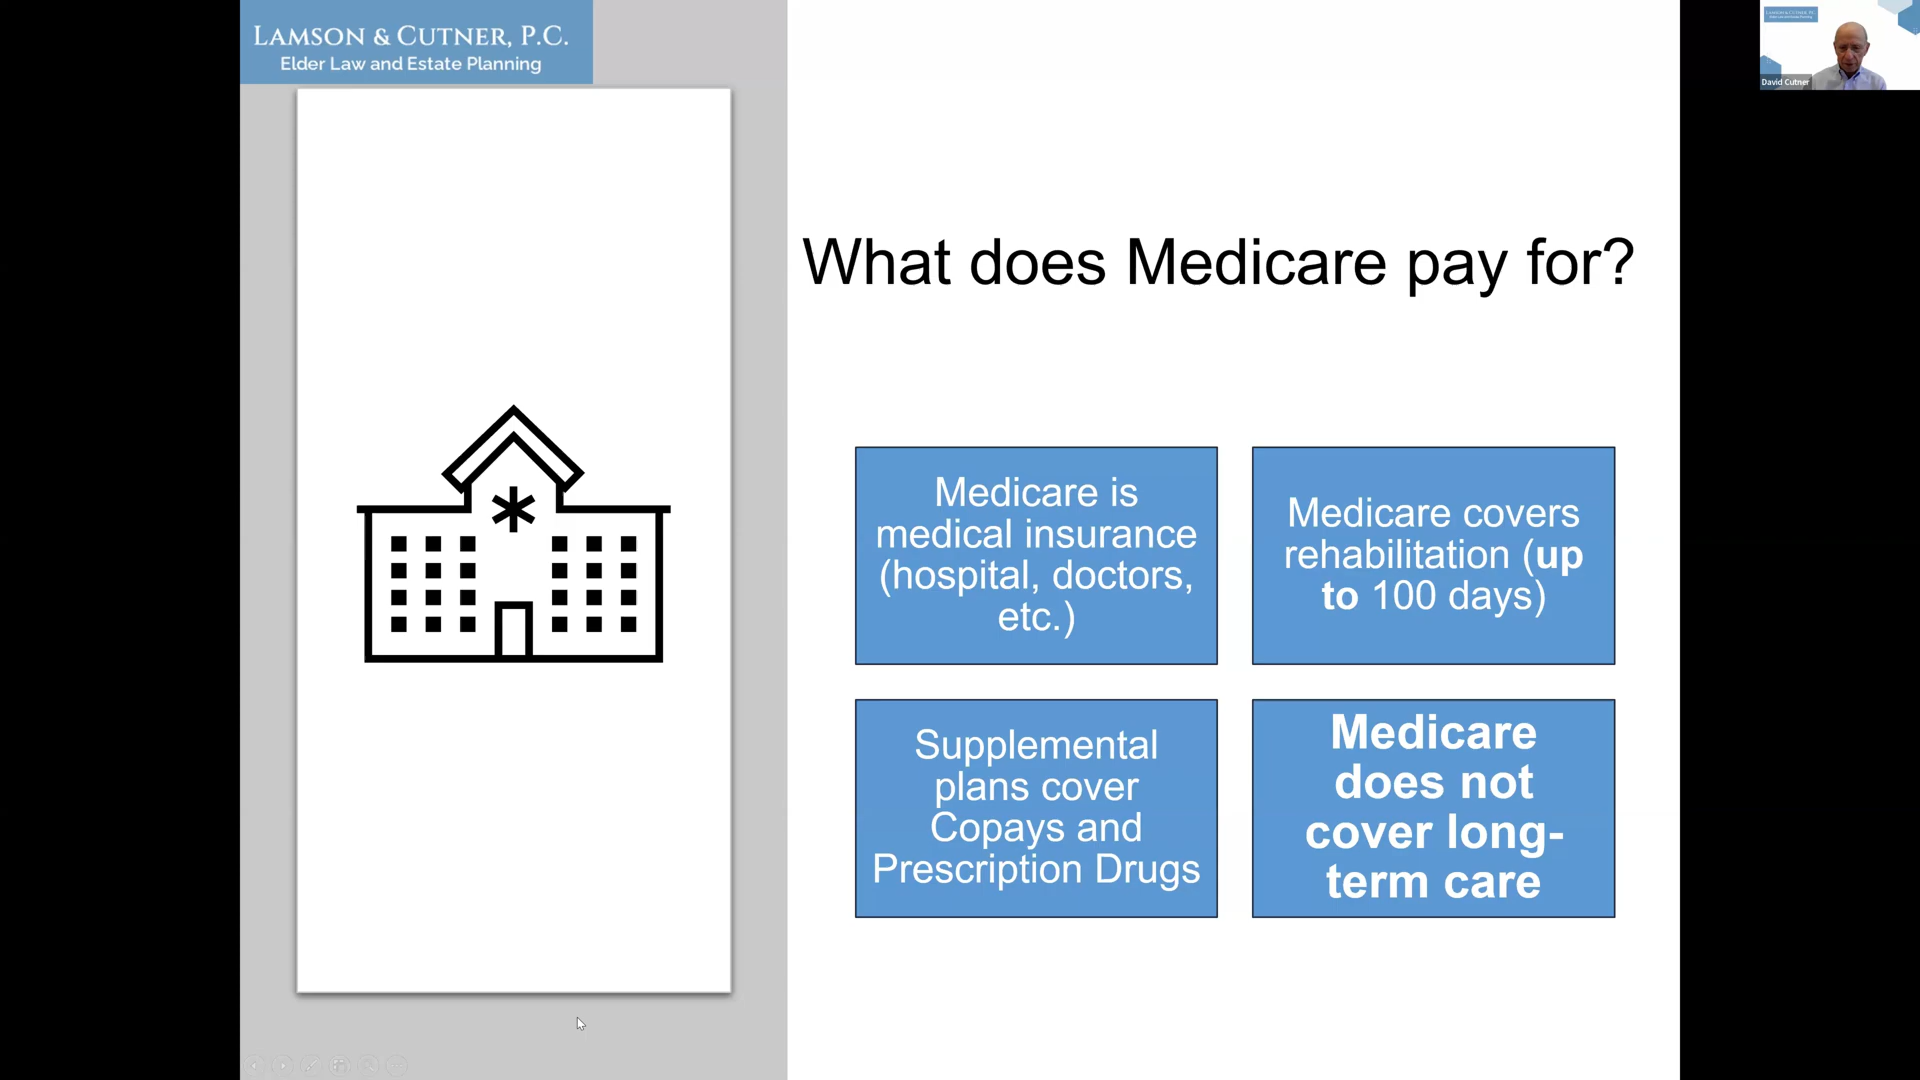 LAMSON & CUTNER, P.C.
Elder Law and Estate Planning
What does Medicare pay for?
Medicare is
medical insurance
(hospital, doctors,
etc.)
Medicare covers
rehabilitation (up
to 100 days)
Supplemental
plans cover
Copays and
Prescription Drugs
Medicare
does not
cover long-
term care
David Cutner